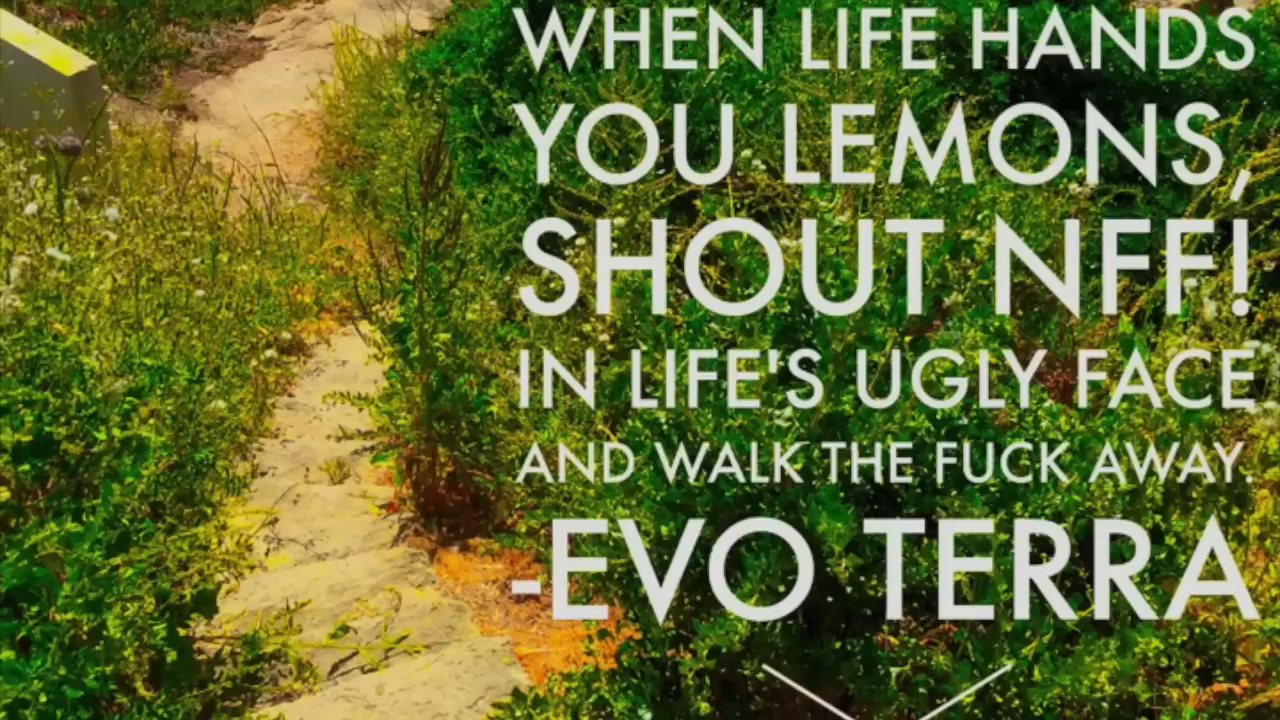 WHEN LIFE HANDS
YOU LEMONS,
SHOUT NFF!
IN LIFE'S UGLY FACE
AND WALK THE FUCK AWAY.
-EVO TERRA